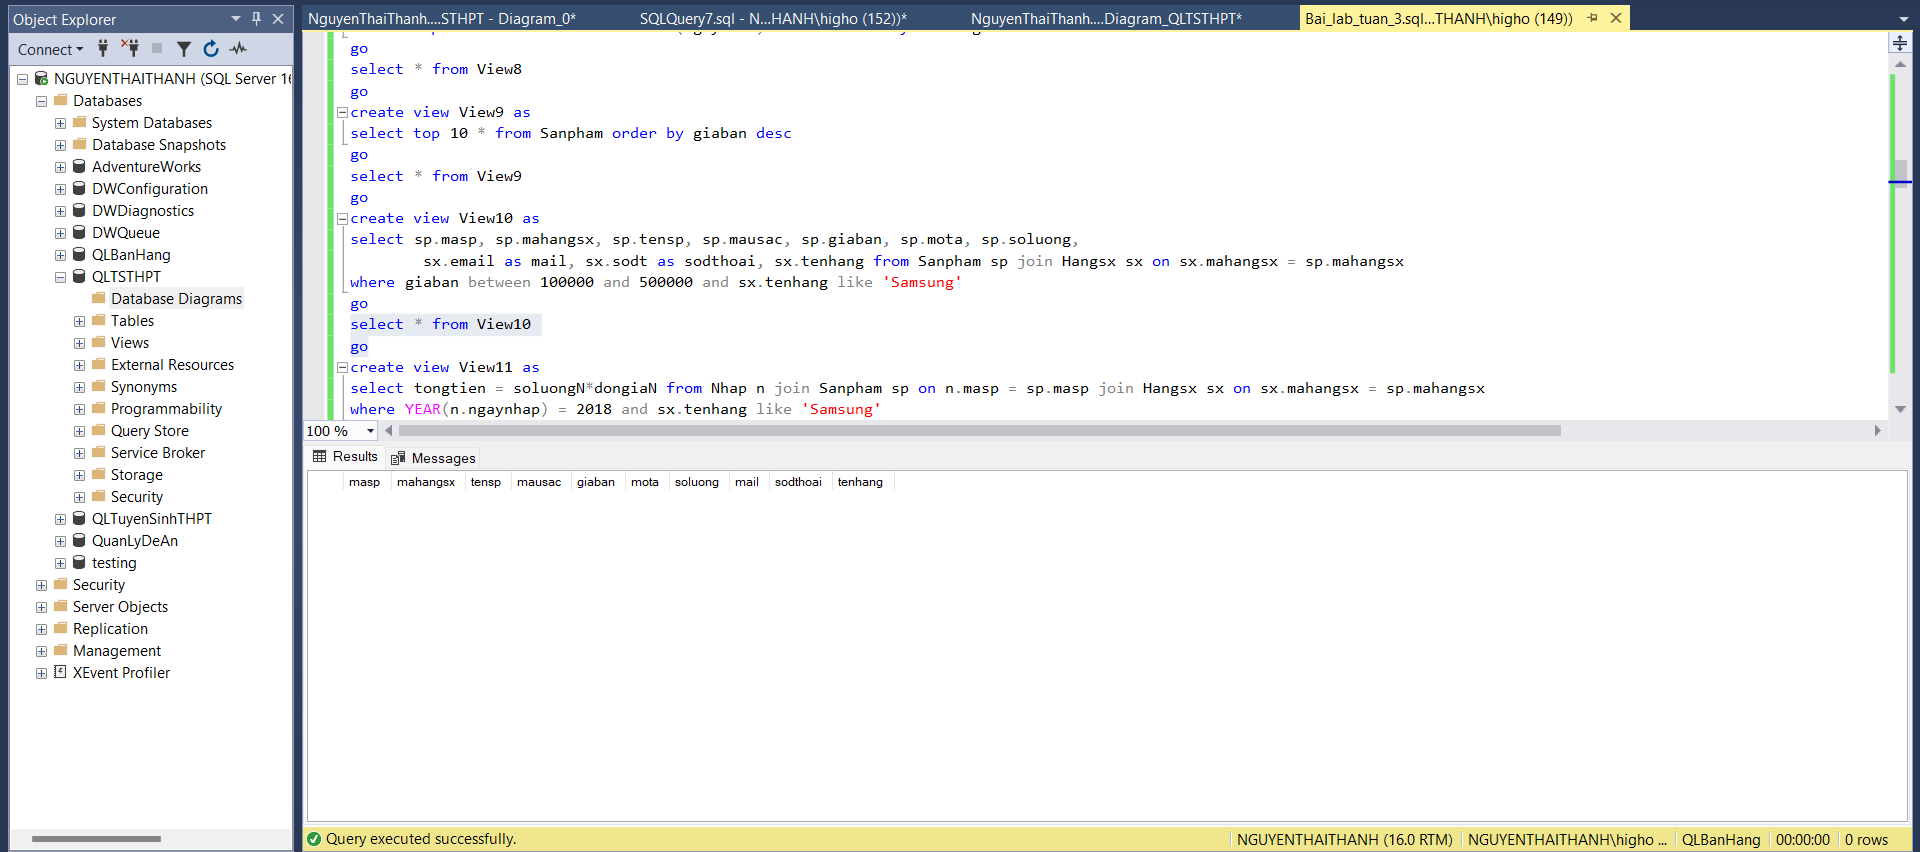 Object Explorer
Connect
NGUYENTHAITHANH (SQL Server 16
Databases
System Databases
Database Snapshots
AdventureWorks
DWConfiguration
DWDiagnostics
DWQueue
QLBanHang
QLTSTHPT
Database Diagrams
Tables
Views
External Resources
Synonyms
Programmability
Query Store
Service Broker
Storage
Security
QLTuyenSinhTHPT
QuanLyDeAn
testing
Security
Server Objects
Replication
Management
XEvent Profiler
NguyenThaiThanh....STHPT - Diagram_0*
SQLQuery7.sql - N...HANH\higho (152))*
NguyenThaiThanh....Diagram_QLTSTHPT*
Bai_lab_tuan_3.sql...THANH\higho (149))
go
select * from View8
go
create view View9 as
select top 10 * from Sanpham order by giaban desc
go
select * from View9
go
create view View10 as
select sp.masp, sp.mahangsx, sp.tensp, sp.mausac, sp.giaban, sp.mota, sp.soluong,
sx.email as mail, sx.sodt as sodthoai, sx.tenhang from Sanpham sp join Hangsx sx on sx.mahangsx = sp.mahangsx
where giaban between 100000 and 500000 and sx.tenhang like 'Samsung'
go
select * from View10
go
create view View11 as
select tongtien = soluongN*dongiaN from Nhap n join Sanpham sp on n.masp = sp.masp join Hangsx sx on sx.mahangsx = sp.mahangsx
where YEAR(n.ngaynhap) = 2018 and sx.tenhang like 'Samsung'
100 %
Results Messages
masp mahangsx tensp mausac giaban mota soluong mail sodthoai tenhang
Query executed successfully.
NGUYENTHAITHANH (16.0 RTM) NGUYENTHAITHANH\higho ... QLBanHang 00:00:00 0 rows